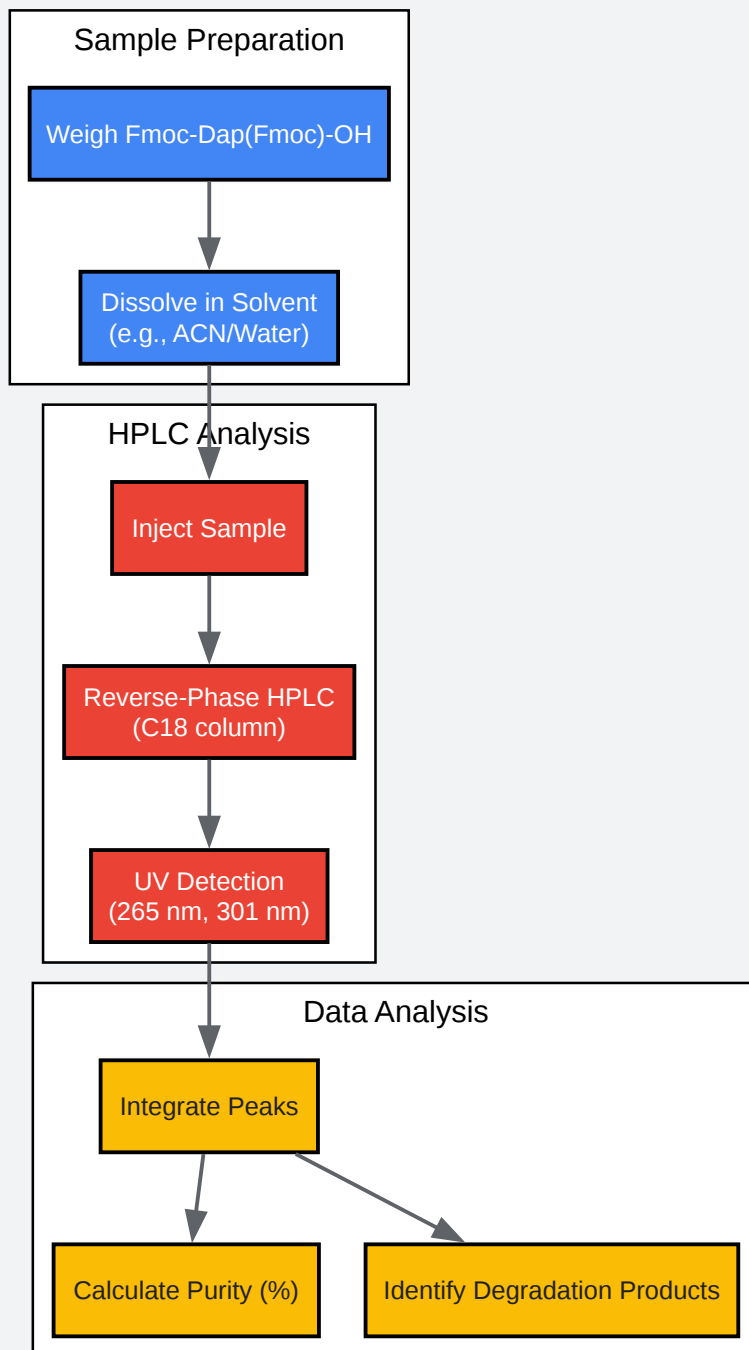 Sample Preparation
Weigh Fmoc-Dap(Fmoc)-OH
Dissolve in Solvent
(e.g., ACN/Water)
HPLC Analysis
Inject Sample
Reverse-Phase HPLC
(C18 column)
UV Detection
(265 nm, 301 nm)
Data Analysis
Integrate Peaks
Calculate Purity (%)
Identify Degradation Products